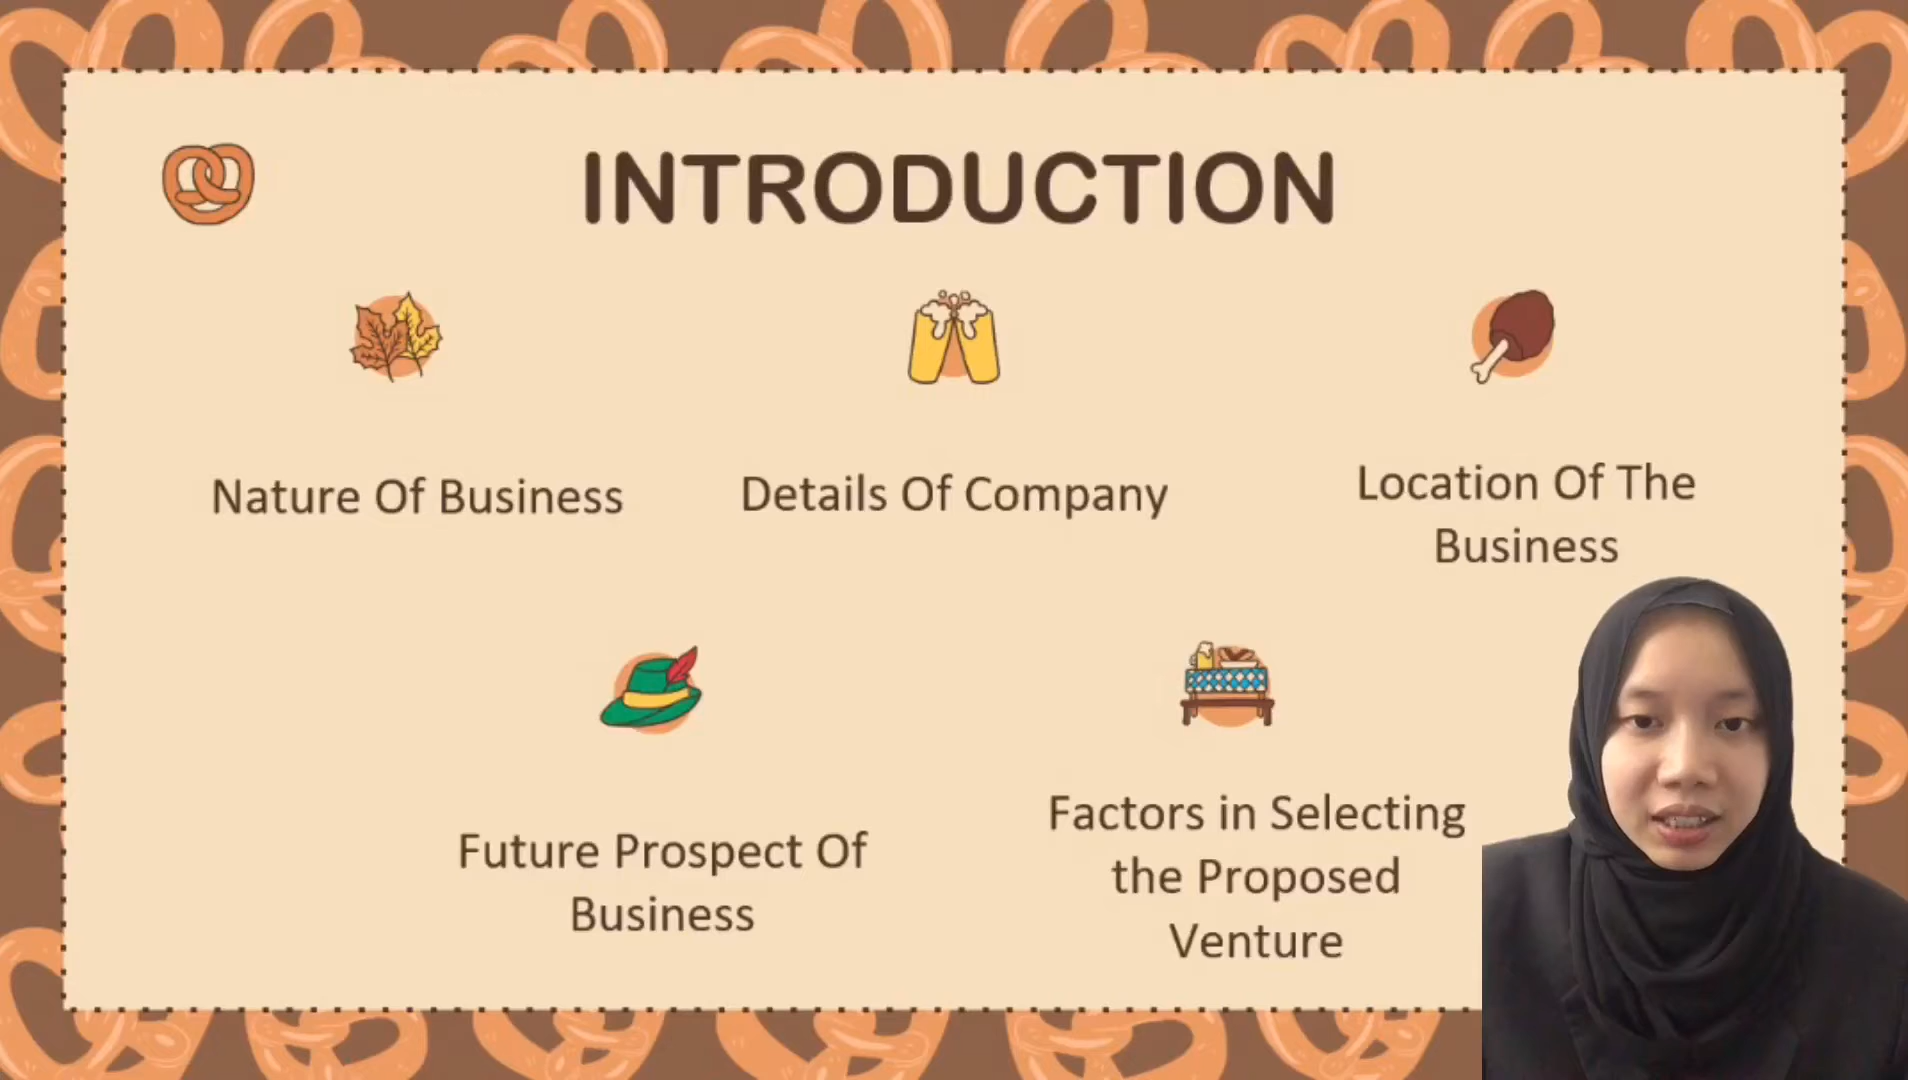 INTRODUCTION
Nature Of Business
Details Of Company
Location Of The
Business
Future Prospect Of
Business
Factors in Selecting
the Proposed
Venture